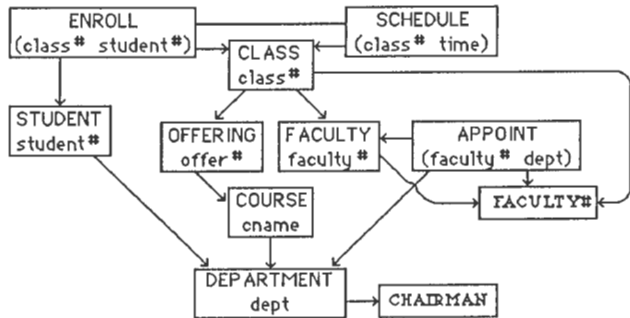 ENROLL
(class# student#)
SCHEDULE
(class# time)
CLASS
class#
STUDENT
student#
OFFERING
offer#
FACULTY
faculty#
APPOINT
(faculty# dept)
COURSE
cname
FACULTY#
DEPARTMENT
dept
CHAIRMAN